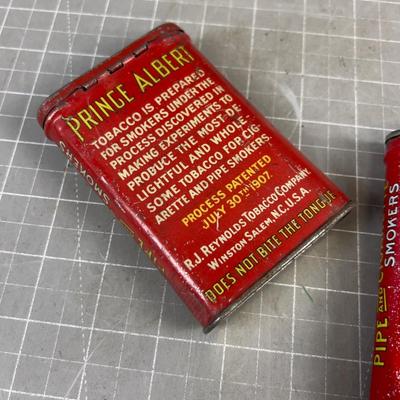 PRINCE ALBERT
TOBACCO IS PREPARED
FOR SMOKERS UNDER THE
PROCESS DISCOVERED IN
MAKING EXPERIMENTS TO
PRODUCE THE MOST DE-
LIGHTFUL AND WHOLE-
SOME TOBACCO FOR CIG-
ARETTE AND PIPE SMOKERS.
PROCESS PATENTED
JULY 30TH 1907.
R.J. REYNOLDS TOBACCO COMPANY
WINSTON SALEM, N.C. U.S.A.
DOES NOT BITE THE TONGUE
PIPE AND
SMOKERS